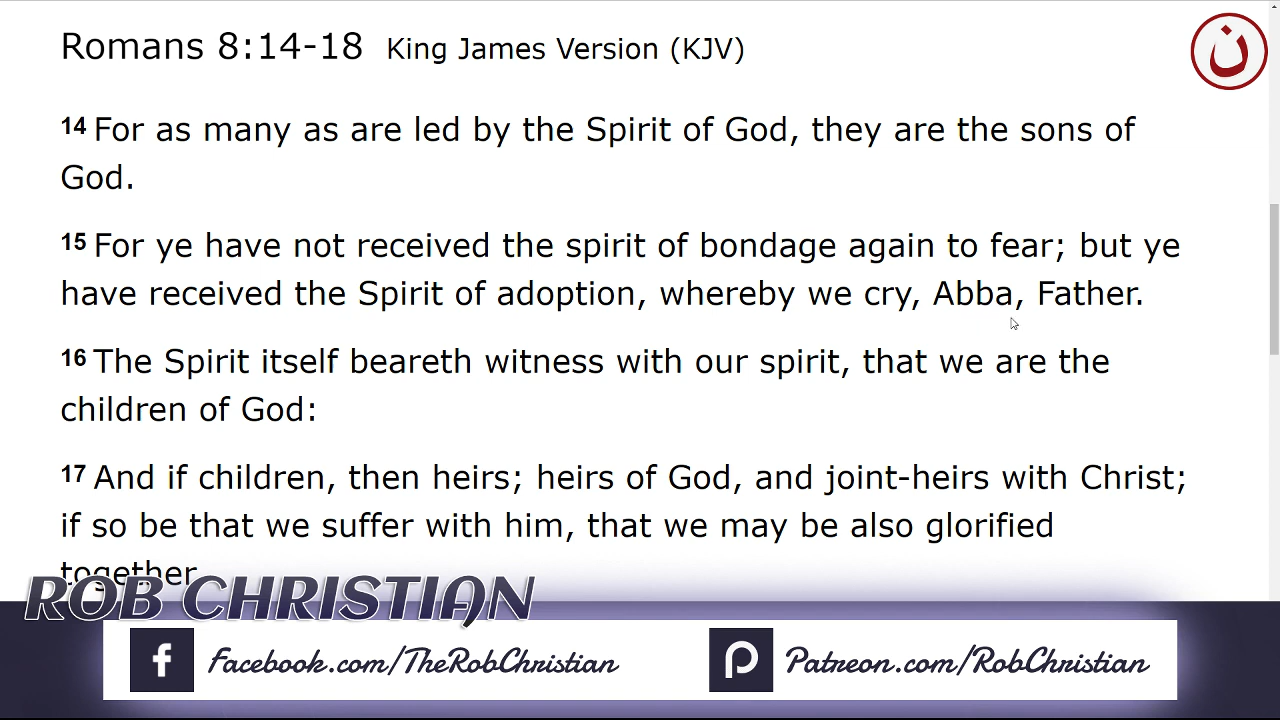 Romans 8:14-18 King James Version (KJV)
ن
14 For as many as are led by the Spirit of God, they are the sons of
God.
15 For ye have not received the spirit of bondage again to fear; but ye
have received the Spirit of adoption, whereby we cry, Abba, Father.
16 The Spirit itself beareth witness with our spirit, that we are the
children of God:
17 And if children, then heirs; heirs of God, and joint-heirs with Christ;
if so be that we suffer with him, that we may be also glorified
together
ROB CHRISTIAN
f Facebook.com/TheRobChristian Patreon.com/RobChristian